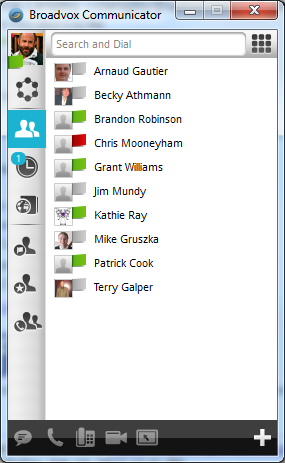 Broadvox Communicator
Search and Dial
Arnaud Gautier
Becky Athmann
Brandon Robinson
Chris Mooneyham
1
Grant Williams
Jim Mundy
Kathie Ray
Mike Gruszka
Patrick Cook
Terry Galper